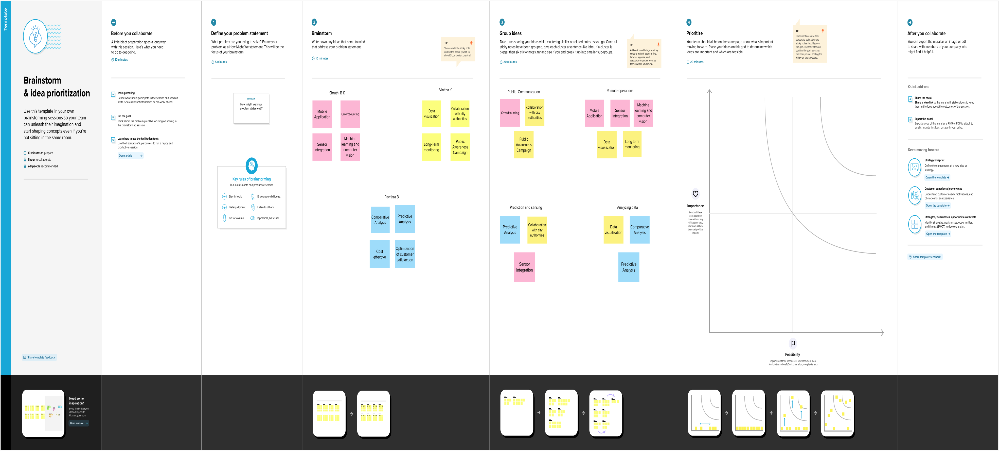 Template
Brainstorm
& idea prioritization
Use this template in your own
brainstorming sessions so your team
can unleash their imagination and
start shaping concepts even if you're
not sitting in the same room.
10 minutes to prepare
1 hour to collaborate
2-8 people recommended
Share template feedback
Need some
inspiration?
See a finished version
of this template to
kickstart your work.
Open example
Before you collaborate
A little bit of preparation goes a long way
with this session. Here's what you need
to do to get going.
10 minutes
A
Team gathering
Define who should participate in the session and send an
invite. Share relevant information or pre-work ahead.
B
Set the goal
Think about the problem you'll be focusing on solving in
the brainstorming session.
C
Learn how to use the facilitation tools
Use the Facilitation Superpowers to run a happy and
productive session.
Open article
1
Define your problem statement
What problem are you trying to solve? Frame your
problem as a How Might We statement. This will be the
focus of your brainstorm.
5 minutes
PROBLEM
How might we [your
problem statement]?
Key rules of brainstorming
To run an smooth and productive session
Stay in topic.
Encourage wild ideas.
Defer judgment.
Listen to others.
Go for volume.
If possible, be visual.
2
Brainstorm
Write down any ideas that come to mind
that address your problem statement.
10 minutes
TIP
You can select a sticky note
and hit the pencil [switch to
sketch] icon to start drawing!
Shruthi B K
Mobile
Application
Crowdsourcing
Sensor
integration
Machine
learning and
computer
vision
Vinitha K
Data
visulization
Collaboration
with city
authorities
Long-Term
monitoring
Public
Awareness
Campaign
Pavithra B
Comparative
Analysis
Predictive
Analysis
Cost
effective
Optimization
of customer
satisfaction
3
Group ideas
Take turns sharing your ideas while clustering similar or related notes as you go. Once all
sticky notes have been grouped, give each cluster a sentence-like label. If a cluster is
bigger than six sticky notes, try and see if you and break it up into smaller sub-groups.
20 minutes
TIP
Add customizable tags to sticky
notes to make it easier to find,
browse, organize, and
categorize important ideas as
themes within your mural.
Public Communication
Crowdsourcing
collaboration
with city
authorities
Public
Awareness
Campaign
Remote operations
Mobile
Application
Sensor
Integration
Machine
learning and
computer
vision
Data
visualization
Long term
monitoring
Prediction and sensing
Predictive
Analysis
Collaboration
with city
authorities
Sensor
integration
Analyzing data
Data
visualization
Comparative
Analysis
Predictive
Analysis
4
Prioritize
Your team should all be on the same page about what's important
moving forward. Place your ideas on this grid to determine which
ideas are important and which are feasible.
20 minutes
TIP
Participants can use their
cursors to point at where
sticky notes should go on
the grid. The facilitator can
confirm the spot by using
the laser pointer holding the
H key on the keyboard.
Importance
If each of these
tasks could get
done without any
difficulty or cost,
which would have
the most positive
impact?
Feasibility
Regardless of their importance, which tasks are more
feasible than others? (Cost, time, effort, complexity, etc.)
After you collaborate
You can export the mural as an image or pdf
to share with members of your company who
might find it helpful.
Quick add-ons
A
Share the mural
Share a view link to the mural with stakeholders to keep
them in the loop about the outcomes of the session.
B
Export the mural
Export a copy of the mural as a PNG or PDF to attach to
emails, include in slides, or save in your drive.
Keep moving forward
Strategy blueprint
Define the components of a new idea or
strategy.
Open the template
Customer experience journey map
Understand customer needs, motivations, and
obstacles for an experience.
Open the template
Strengths, weaknesses, opportunities & threats
Identify strengths, weaknesses, opportunities,
and threats (SWOT) to develop a plan.
Open the template
Share template feedback